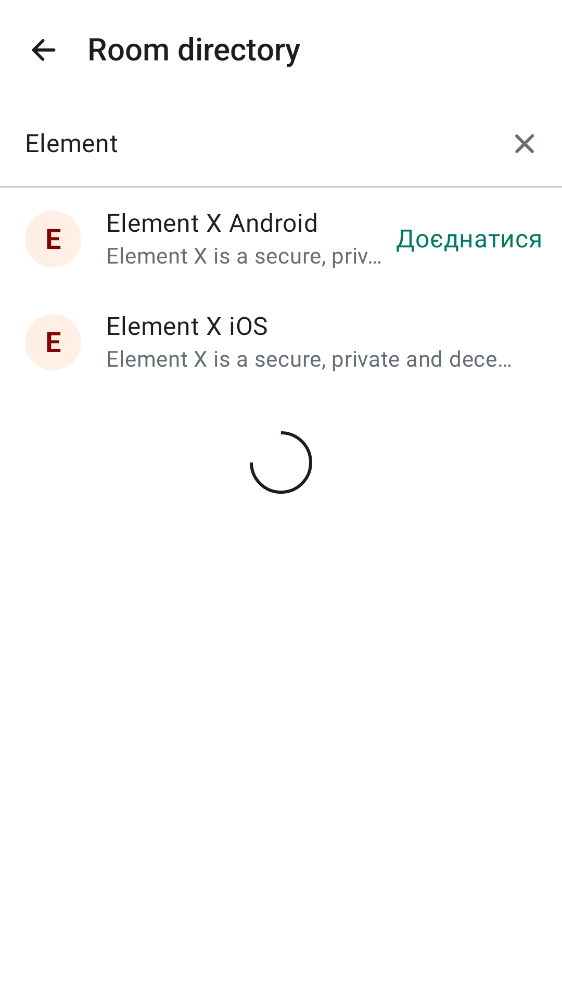 Room directory
Element
E
Element X Android
Доєднатися
Element X is a secure, priv...
E
Element X iOS
Element X is a secure, private and dece...